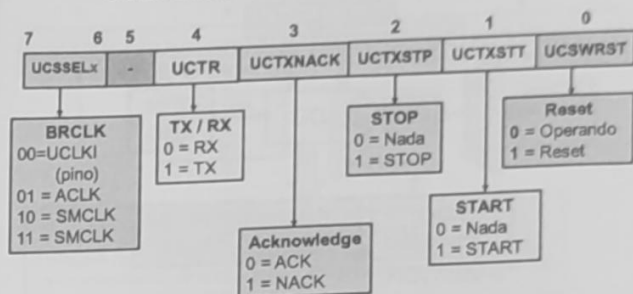 7 6 5 4 3 2 1 0
UCSSELx - UCTR UCTXNACK UCTXSTP UCTXSTT UCSWRST
BRCLK
00=UCLKI
(pino)
01 = ACLK
10 = SMCLK
11 = SMCLK
TX / RX
0 = RX
1 = TX
Acknowledge
0 = ACK
1 = NACK
STOP
0 = Nada
1 = STOP
START
0 = Nada
1 = START
Reset
0 = Operando
1 = Reset